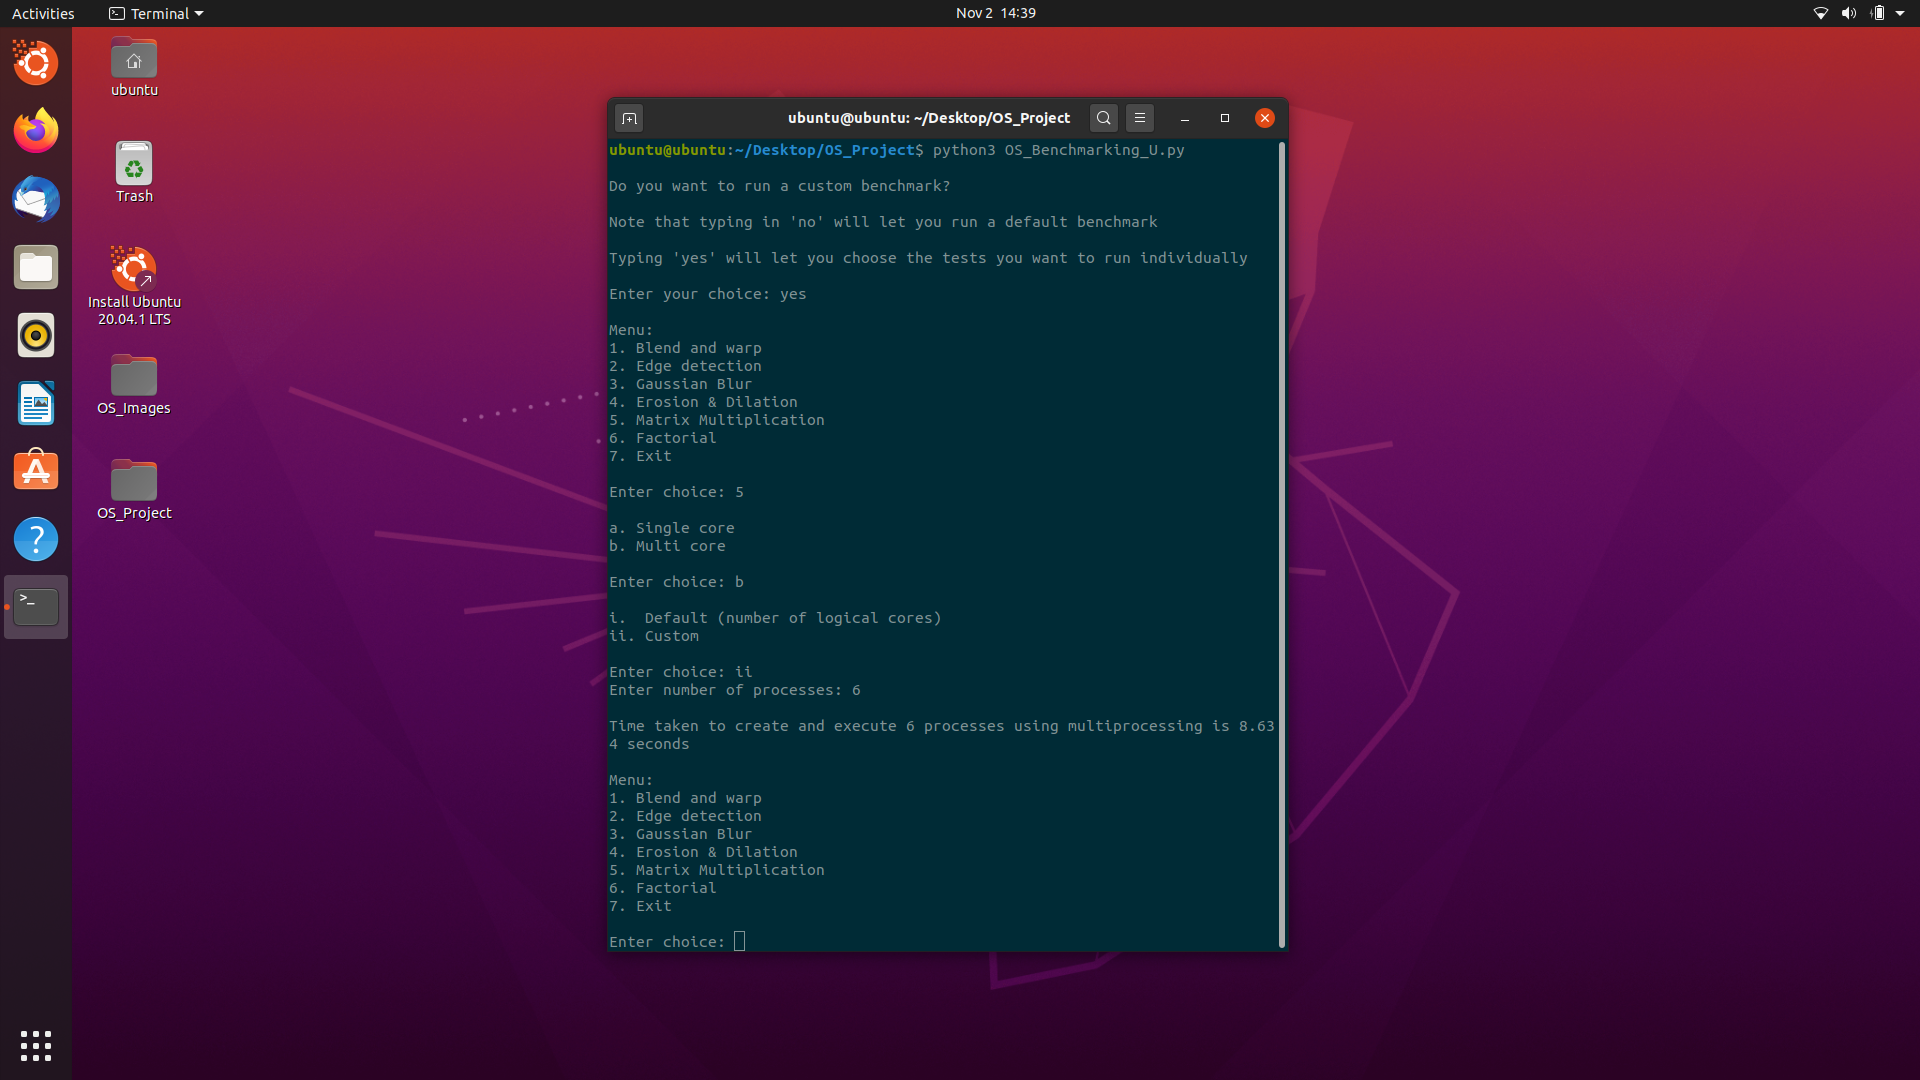 Activities
Terminal
Nov 2 14:39
ubuntu
Trash
Install Ubuntu
20.04.1 LTS
OS_Images
OS_Project
ubuntu@ubuntu: ~/Desktop/OS_Project
ubuntu@ubuntu:~/Desktop/OS_Project$ python3 OS_Benchmarking_U.py
Do you want to run a custom benchmark?
Note that typing in 'no' will let you run a default benchmark
Typing 'yes' will let you choose the tests you want to run individually
Enter your choice: yes
Menu:
1. Blend and warp
2. Edge detection
3. Gaussian Blur
4. Erosion & Dilation
5. Matrix Multiplication
6. Factorial
7. Exit
Enter choice: 5
a. Single core
b. Multi core
Enter choice: b
i.  Default (number of logical cores)
ii. Custom
Enter choice: ii
Enter number of processes: 6
Time taken to create and execute 6 processes using multiprocessing is 8.63
4 seconds
Menu:
1. Blend and warp
2. Edge detection
3. Gaussian Blur
4. Erosion & Dilation
5. Matrix Multiplication
6. Factorial
7. Exit
Enter choice: